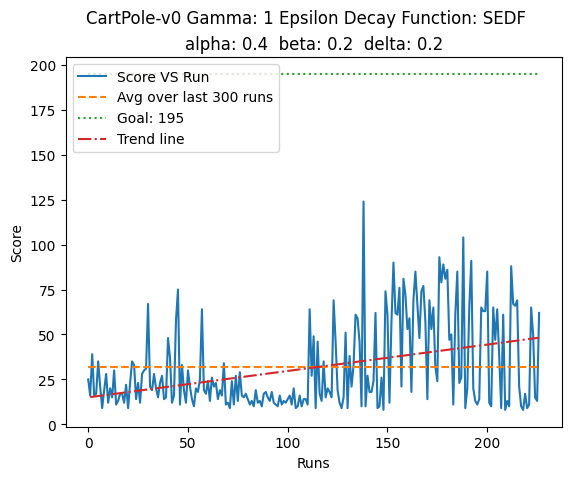 CartPole-v0 Gamma: 1 Epsilon Decay Function: SEDF
alpha: 0.4 beta: 0.2 delta: 0.2
Score VS Run
Avg over last 300 runs
Goal: 195
Trend line
200
175
150
125
100
75
50
25
0
Score
0
50
100
150
200
Runs